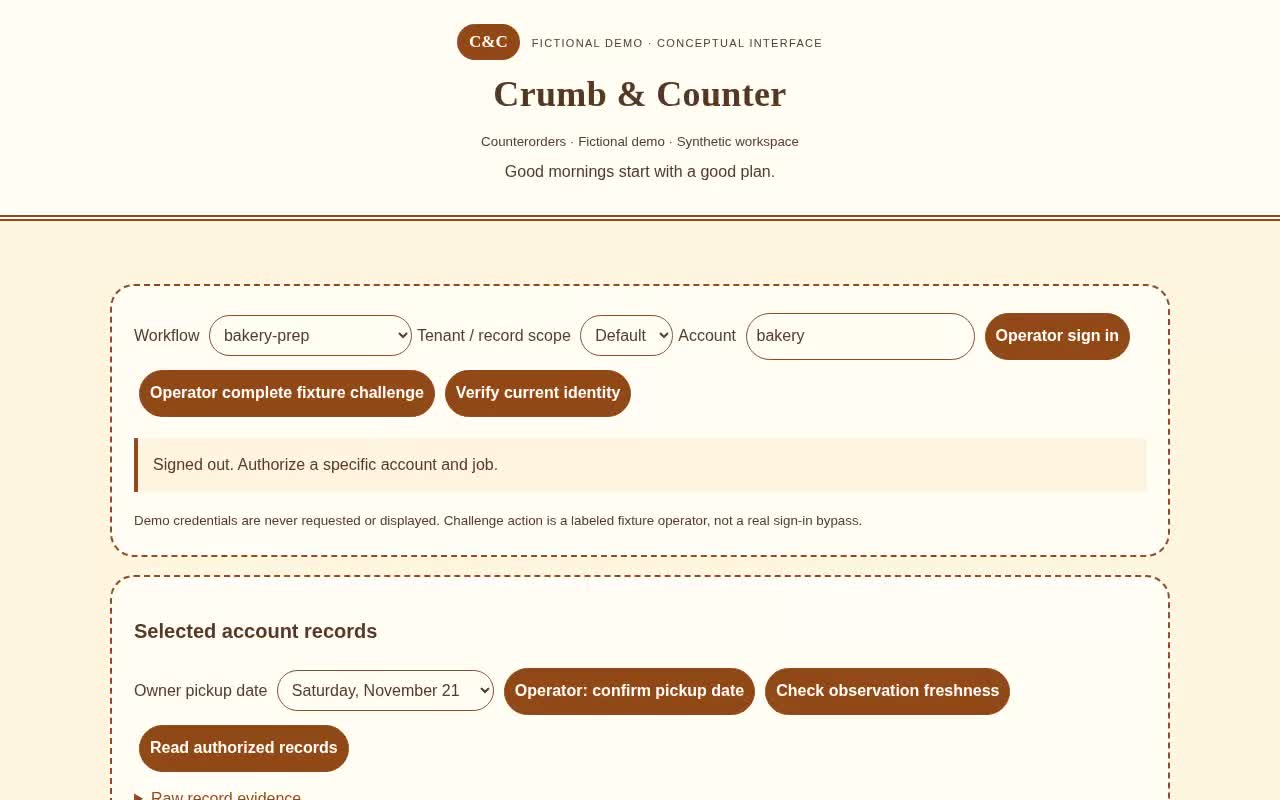 C&C FICTIONAL DEMO · CONCEPTUAL INTERFACE
Crumb & Counter
Counterorders · Fictional demo · Synthetic workspace
Good mornings start with a good plan.
Workflow bakery-prep Tenant / record scope Default Account bakery Operator sign in
Operator complete fixture challenge Verify current identity
Signed out. Authorize a specific account and job.
Demo credentials are never requested or displayed. Challenge action is a labeled fixture operator, not a real sign-in bypass.
Selected account records
Owner pickup date Saturday, November 21 Operator: confirm pickup date Check observation freshness
Read authorized records
Raw record evidence